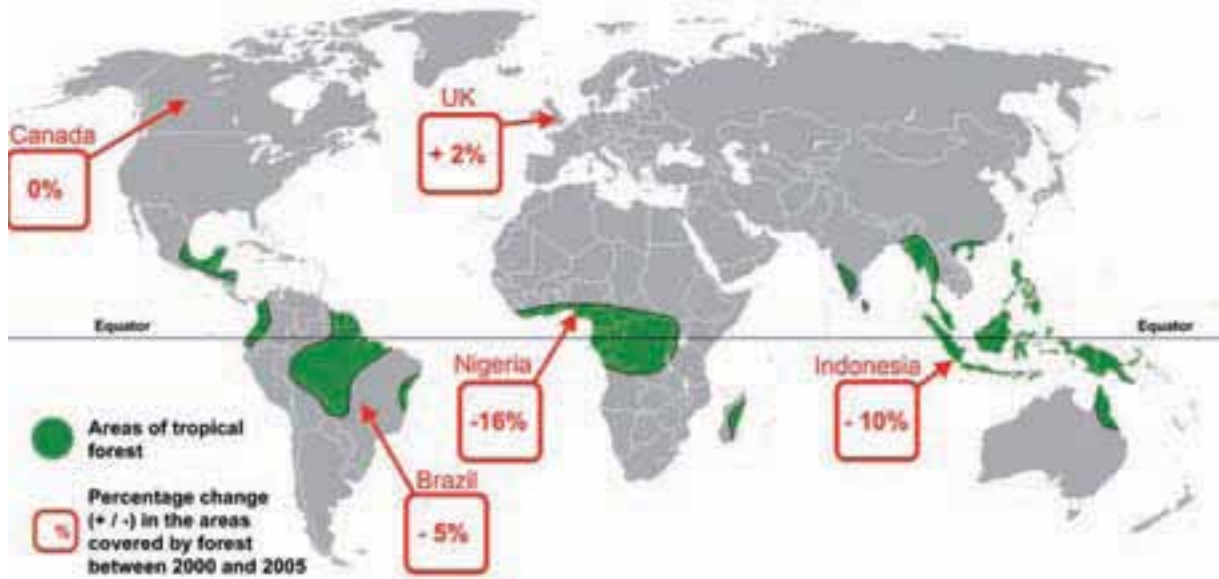 UK
+ 2%
Canada
0%
Equator
Equator
Nigeria
-16%
Indonesia
- 10%
Brazil
- 5%
Areas of tropical
forest
%
Percentage change
(+ / -) in the areas
covered by forest
between 2000 and 2005